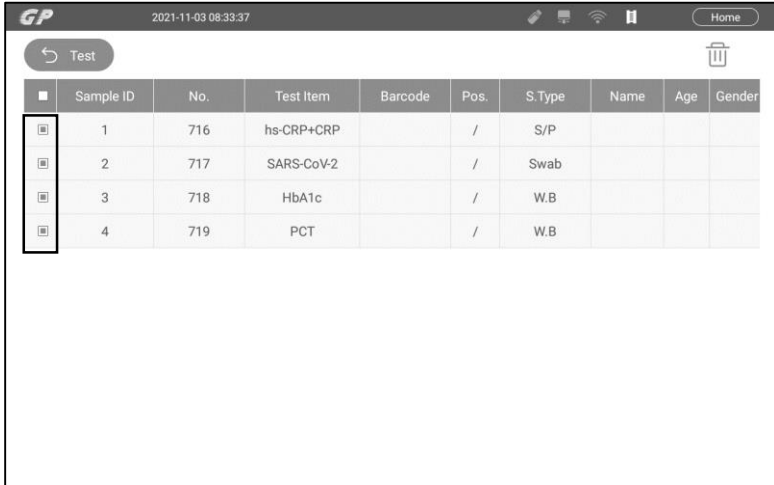 GP 2021-11-03 08:33:37 Home
Test
Sample ID No. Test Item Barcode Pos. S.Type Name Age Gender
1 716 hs-CRP+CRP / S/P
2 717 SARS-CoV-2 / Swab
3 718 HbA1c / W.B
4 719 PCT / W.B